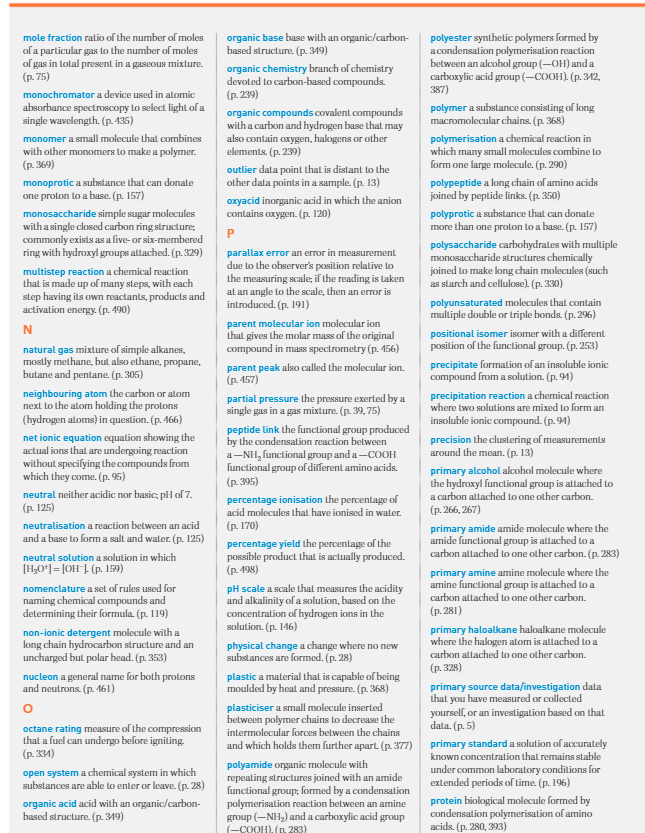 mole fraction ratio of the number of moles
of a particular gas to the number of moles
of gas in total present in a gaseous mixture.
(p. 75)
monochromator a device used in atomic
absorbance spectroscopy to select light of a
single wavelength. (p. 435)
monomer a small molecule that combines
with other monomers to make a polymer.
(p. 369)
monoprotic a substance that can donate
one proton to a base. (p. 157)
monosaccharide simple sugar molecules
with a single closed carbon ring structure;
commonly exists as a five- or six-membered
ring with hydroxyl groups attached. (p. 329)
multistep reaction a chemical reaction
that is made up of many steps, with each
step having its own reactants, products and
activation energy. (p. 490)
N
natural gas mixture of simple alkanes,
mostly methane, but also ethane, propane,
butane and pentane. (p. 305)
neighbouring atom the carbon or atom
next to the atom holding the protons
(hydrogen atoms) in question. (p. 466)
net ionic equation equation showing the
actual ions that are undergoing reaction
without specifying the compounds from
which they come. (p. 95)
neutral neither acidic nor basic; pH of 7.
(p. 125)
neutralisation a reaction between an acid
and a base to form a salt and water. (p. 125)
neutral solution a solution in which
[H₃O⁺] = [OH⁻]. (p. 159)
nomenclature a set of rules used for
naming chemical compounds and
determining their formula. (p. 119)
non-ionic detergent molecule with a
long chain hydrocarbon structure and an
uncharged but polar head. (p. 353)
nucleon a general name for both protons
and neutrons. (p. 461)
O
octane rating measure of the compression
that a fuel can undergo before igniting.
(p. 334)
open system a chemical system in which
substances are able to enter or leave. (p. 28)
organic acid acid with an organic/carbon-
based structure. (p. 349)
organic base base with an organic/carbon-
based structure. (p. 349)
organic chemistry branch of chemistry
devoted to carbon-based compounds.
(p. 239)
organic compounds covalent compounds
with a carbon and hydrogen base that may
also contain oxygen, halogens or other
elements. (p. 239)
outlier data point that is distant to the
other data points in a sample. (p. 13)
oxyacid inorganic acid in which the anion
contains oxygen. (p. 120)
P
parallax error an error in measurement
due to the observer's position relative to
the measuring scale; if the reading is taken
at an angle to the scale, then an error is
introduced. (p. 191)
parent molecular ion molecular ion
that gives the molar mass of the original
compound in mass spectrometry (p. 456)
parent peak also called the molecular ion.
(p. 457)
partial pressure the pressure exerted by a
single gas in a gas mixture. (p. 39, 75)
peptide link the functional group produced
by the condensation reaction between
a —NH₂ functional group and a —COOH
functional group of different amino acids.
(p. 395)
percentage ionisation the percentage of
acid molecules that have ionised in water.
(p. 170)
percentage yield the percentage of the
possible product that is actually produced.
(p. 498)
pH scale a scale that measures the acidity
and alkalinity of a solution, based on the
concentration of hydrogen ions in the
solution. (p. 146)
physical change a change where no new
substances are formed. (p. 28)
plastic a material that is capable of being
moulded by heat and pressure. (p. 368)
plasticiser a small molecule inserted
between polymer chains to decrease the
intermolecular forces between the chains
and which holds them further apart. (p. 377)
polyamide organic molecule with
repeating structures joined with an amide
functional group; formed by a condensation
polymerisation reaction between an amine
group (—NH₂) and a carboxylic acid group
(—COOH). (p. 283)
polyester synthetic polymers formed by
a condensation polymerisation reaction
between an alcohol group (—OH) and a
carboxylic acid group (—COOH). (p. 342,
387)
polymer a substance consisting of long
macromolecular chains. (p. 368)
polymerisation a chemical reaction in
which many small molecules combine to
form one large molecule. (p. 290)
polypeptide a long chain of amino acids
joined by peptide links. (p. 350)
polyprotic a substance that can donate
more than one proton to a base. (p. 157)
polysaccharide carbohydrates with multiple
monosaccharide structures chemically
joined to make long chain molecules (such
as starch and cellulose). (p. 330)
polyunsaturated molecules that contain
multiple double or triple bonds. (p. 296)
positional isomer isomer with a different
position of the functional group. (p. 253)
precipitate formation of an insoluble ionic
compound from a solution. (p. 94)
precipitation reaction a chemical reaction
where two solutions are mixed to form an
insoluble ionic compound. (p. 94)
precision the clustering of measurements
around the mean. (p. 13)
primary alcohol alcohol molecule where
the hydroxyl functional group is attached to
a carbon attached to one other carbon.
(p. 266, 267)
primary amide amide molecule where the
amide functional group is attached to a
carbon attached to one other carbon. (p. 283)
primary amine amine molecule where the
amine functional group is attached to a
carbon attached to one other carbon.
(p. 281)
primary haloalkane haloalkane molecule
where the halogen atom is attached to a
carbon attached to one other carbon.
(p. 328)
primary source data/investigation data
that you have measured or collected
yourself, or an investigation based on that
data. (p. 5)
primary standard a solution of accurately
known concentration that remains stable
under common laboratory conditions for
extended periods of time. (p. 196)
protein biological molecule formed by
condensation polymerisation of amino
acids. (p. 280, 393)